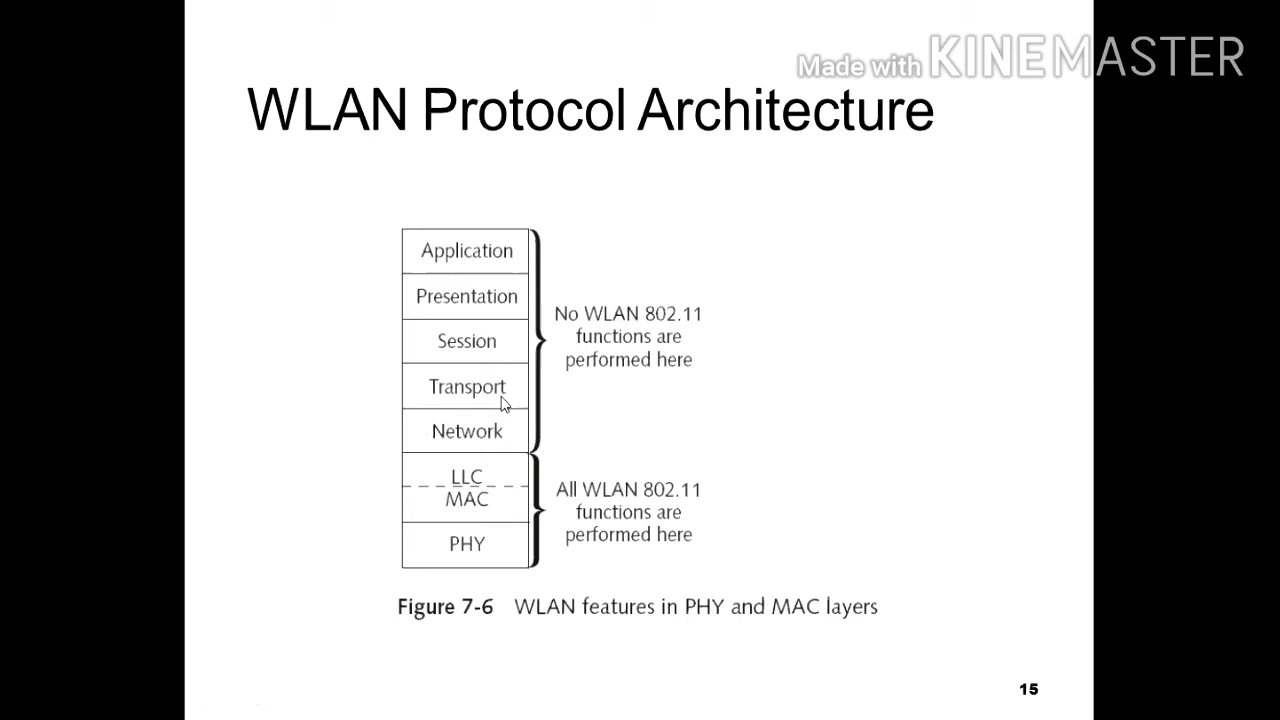 Made with KINEMASTER
WLAN Protocol Architecture
Application
Presentation
Session
Transport
Network
LLC
MAC
PHY
No WLAN 802.11
functions are
performed here
All WLAN 802.11
functions are
performed here
Figure 7-6 WLAN features in PHY and MAC layers
15